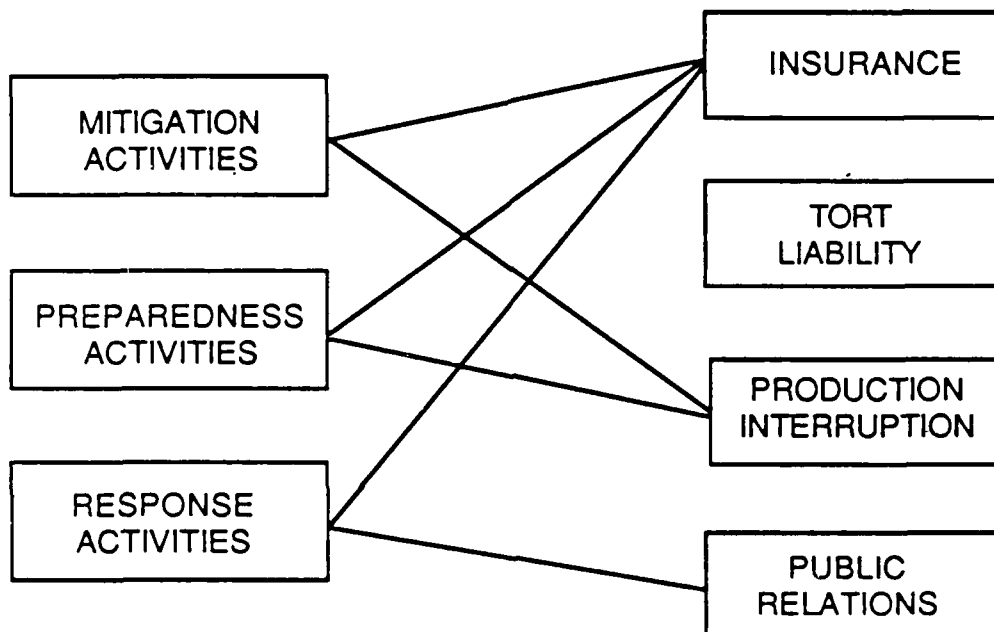 MITIGATION
ACTIVITIES
PREPAREDNESS
ACTIVITIES
RESPONSE
ACTIVITIES
INSURANCE
TORT
LIABILITY
PRODUCTION
INTERRUPTION
PUBLIC
RELATIONS